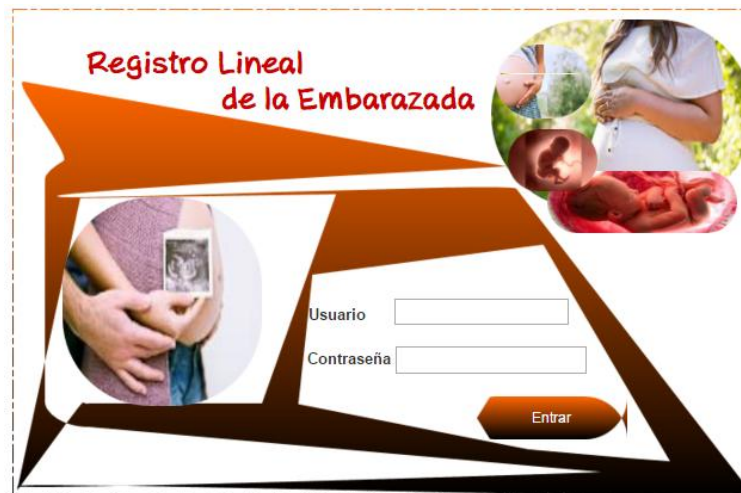 Registro Lineal
de la Embarazada
Usuario
Contraseña
Entrar